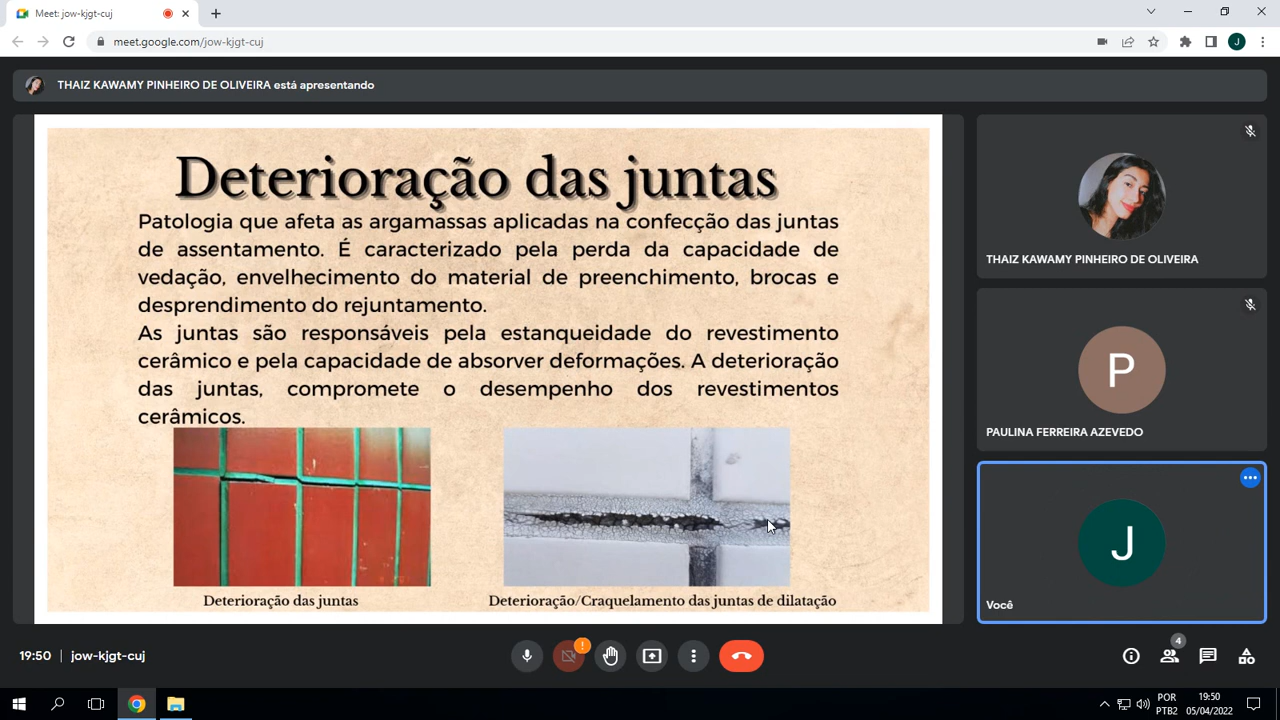 Meet: jow-kjgt-cuj
meet.google.com/jow-kjgt-cuj
J
THAIZ KAWAMY PINHEIRO DE OLIVEIRA está apresentando
Deterioração das juntas
Patologia que afeta as argamassas aplicadas na confecção das juntas
de assentamento. É caracterizado pela perda da capacidade de
vedação, envelhecimento do material de preenchimento, brocas e
desprendimento do rejuntamento.
As juntas são responsáveis pela estanqueidade do revestimento
cerâmico e pela capacidade de absorver deformações. A deterioração
das juntas, compromete o desempenho dos revestimentos
cerâmicos.
Deterioração das juntas
Deterioração/Craquelamento das juntas de dilatação
THAIZ KAWAMY PINHEIRO DE OLIVEIRA
P
PAULINA FERREIRA AZEVEDO
J
Você
19:50 | jow-kjgt-cuj
!
4
POR
PTB2
19:50
05/04/2022